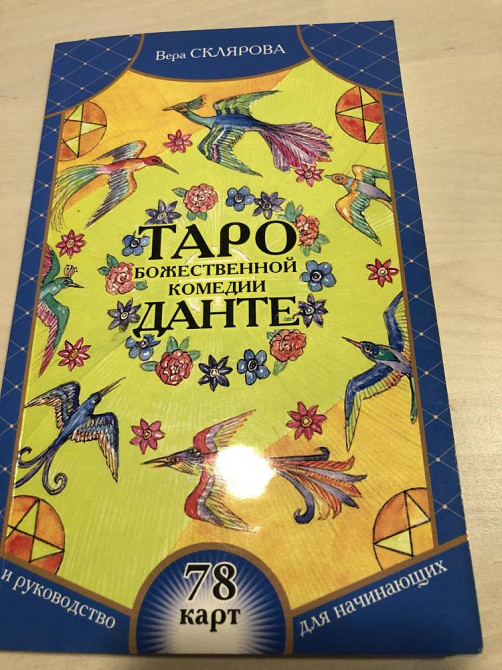 Вера СКЛЯРОВА
ТАРО
БОЖЕСТВЕННОЙ
КОМЕДИИ
ДАНТЕ
78
карт
и руководство
для начинающих